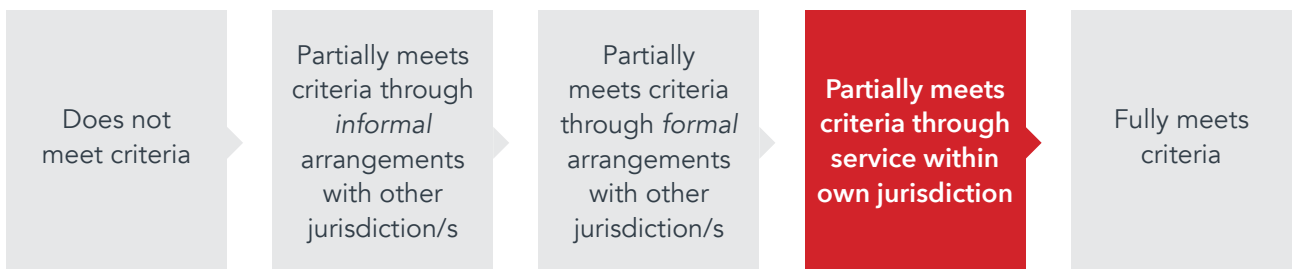 Does not
meet criteria
Partially meets
criteria through
informal
arrangements
with other
jurisdiction/s
Partially
meets criteria
through formal
arrangements
with other
jurisdiction/s
Partially meets
criteria through
service within
own jurisdiction
Fully meets
criteria